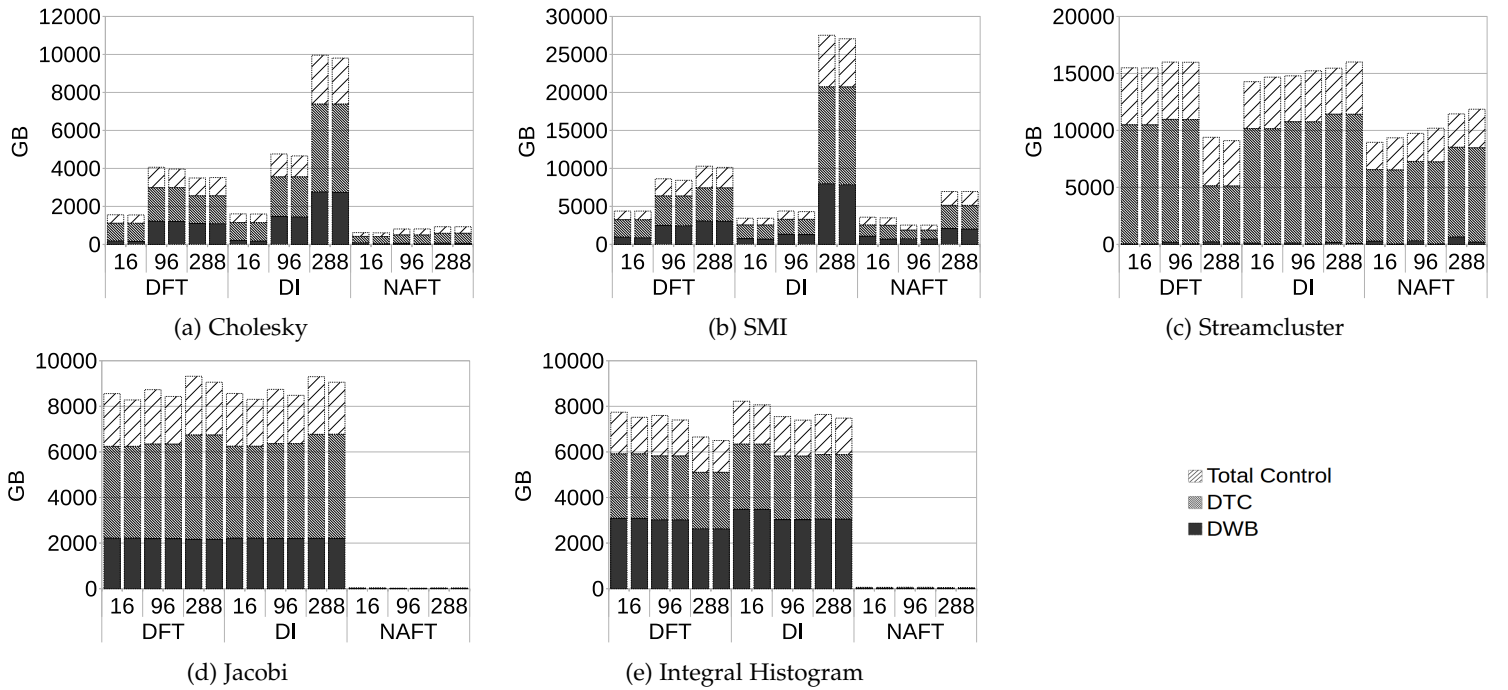 12000
10000
8000
6000
4000
2000
0
GB
16 96 288 16 96 288 16 96 288
DFT DI NAFT
(a) Cholesky
30000
25000
20000
15000
10000
5000
0
GB
16 96 288 16 96 288 16 96 288
DFT DI NAFT
(b) SMI
20000
15000
10000
5000
0
GB
16 96 288 16 96 288 16 96 288
DFT DI NAFT
(c) Streamcluster
10000
8000
6000
4000
2000
0
GB
16 96 288 16 96 288 16 96 288
DFT DI NAFT
(d) Jacobi
10000
8000
6000
4000
2000
0
GB
16 96 288 16 96 288 16 96 288
DFT DI NAFT
(e) Integral Histogram
Total Control
DTC
DWB